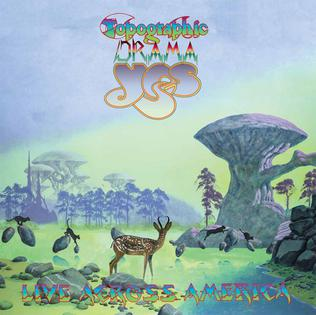 Topographic
DRAMA
YES
LIVE ACROSS AMERICA